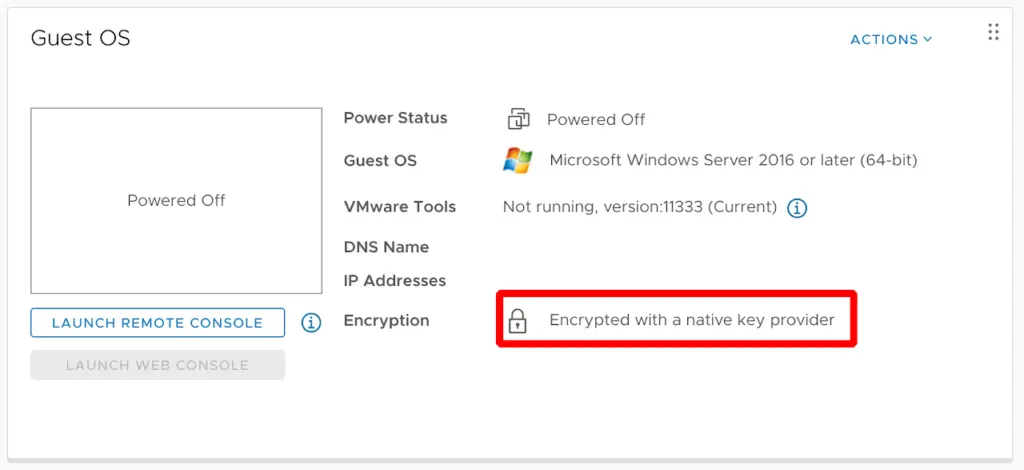 Guest OS
ACTIONS
Powered Off
Power Status Powered Off
Guest OS Microsoft Windows Server 2016 or later (64-bit)
VMware Tools Not running, version:11333 (Current)
DNS Name
IP Addresses
LAUNCH REMOTE CONSOLE
Encryption Encrypted with a native key provider
LAUNCH WEB CONSOLE